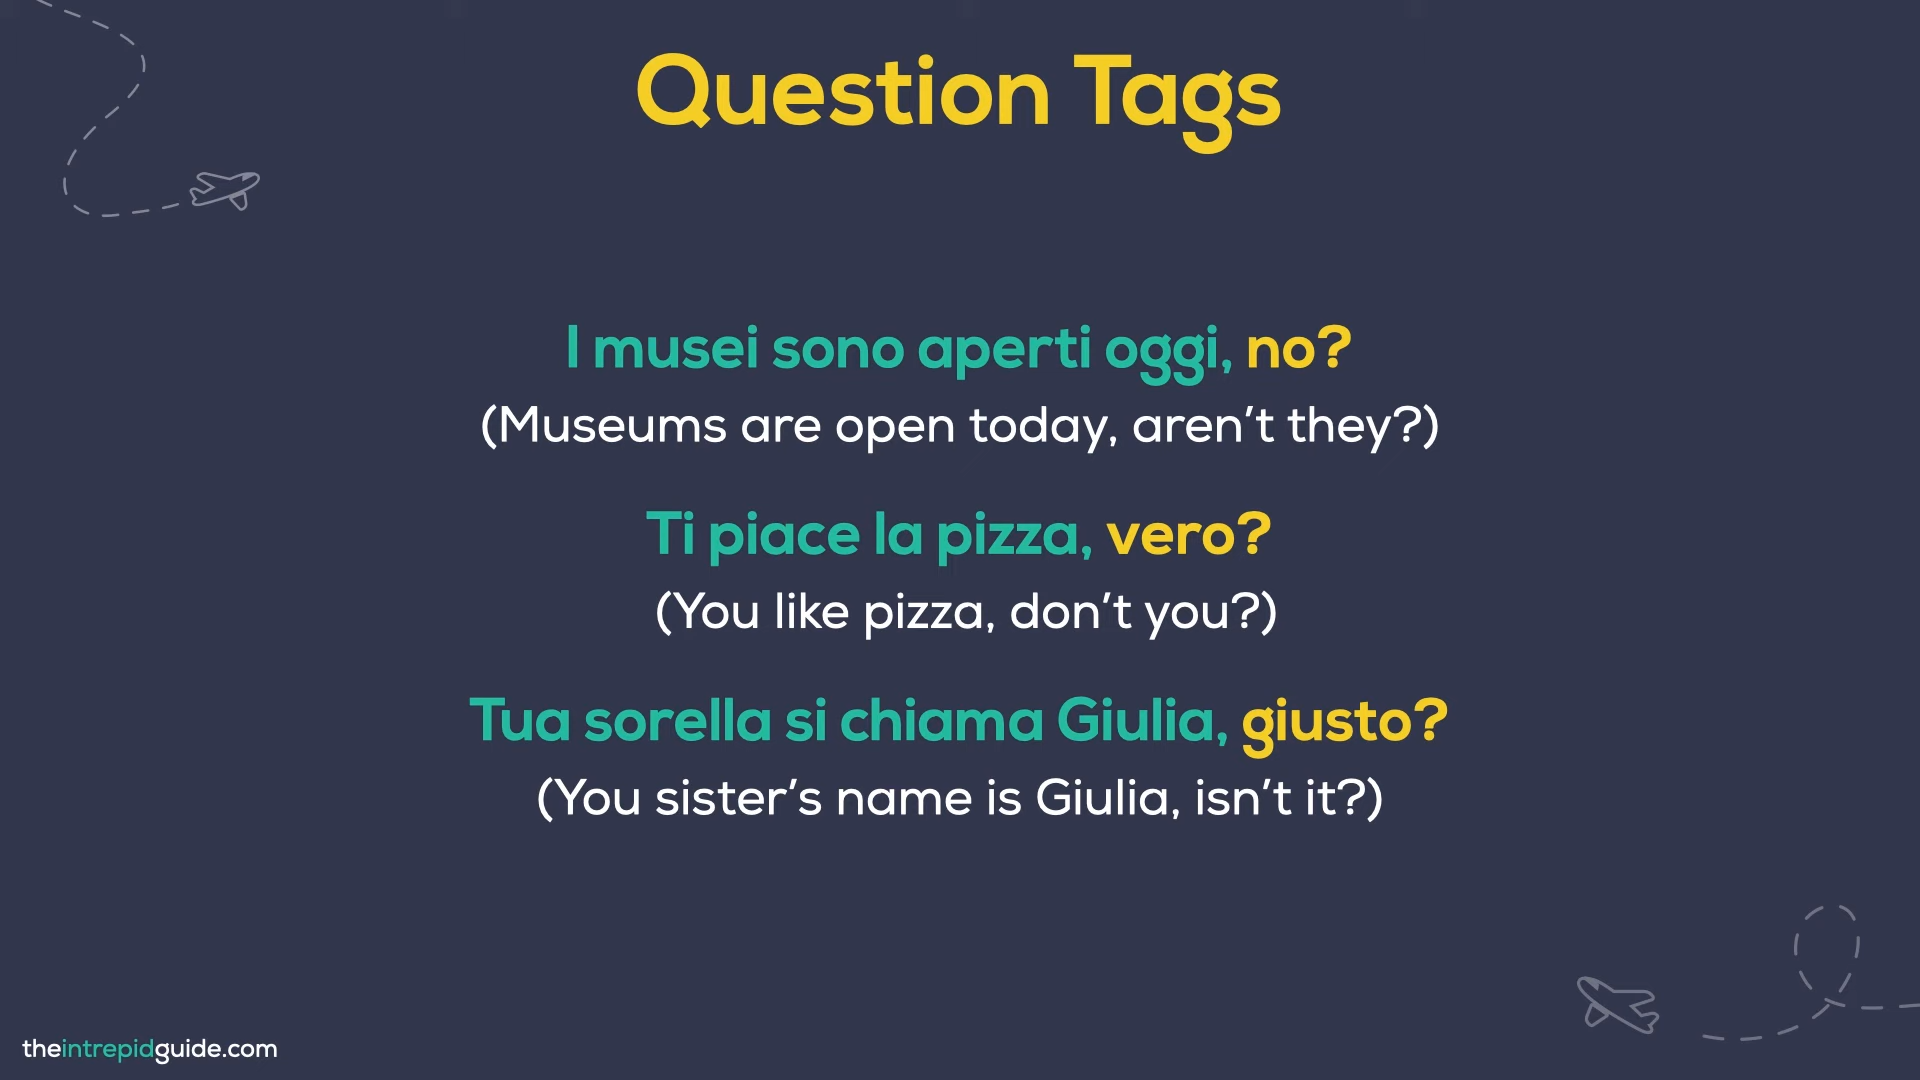 Question Tags
I musei sono aperti oggi, no?
(Museums are open today, aren’t they?)
Ti piace la pizza, vero?
(You like pizza, don’t you?)
Tua sorella si chiama Giulia, giusto?
(You sister’s name is Giulia, isn’t it?)
theintrepidguide.com